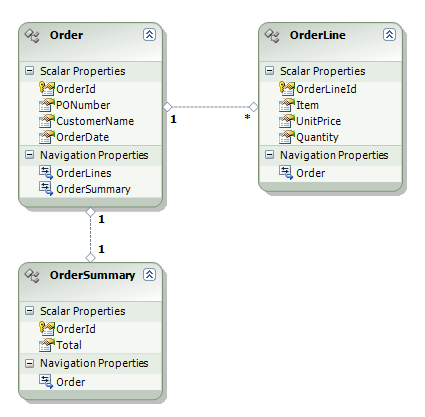 Order
Scalar Properties
OrderId
PONumber
CustomerName
OrderDate
Navigation Properties
OrderLines
OrderSummary
1
*
OrderLine
Scalar Properties
OrderLineId
Item
UnitPrice
Quantity
Navigation Properties
Order
1
1
OrderSummary
Scalar Properties
OrderId
Total
Navigation Properties
Order